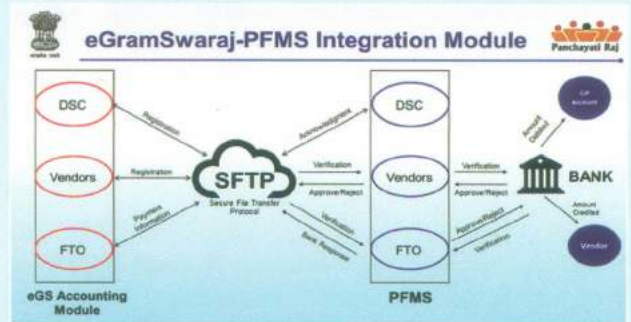 eGramSwaraj-PFMS Integration Module
Panchayati Raj
DSC
Vendors
FTO
eGS Accounting
Module
Registration
Registration
Payment
Information
SFTP
Secure File Transfer
Protocol
Acknowledgment
Verification
Approve/Reject
Verification
Bank Response
DSC
Vendors
FTO
PFMS
Verification
Approve/Reject
Approve/Reject
Verification
Amount
Debited
GP
Account
BANK
Amount
Credited
Vendor